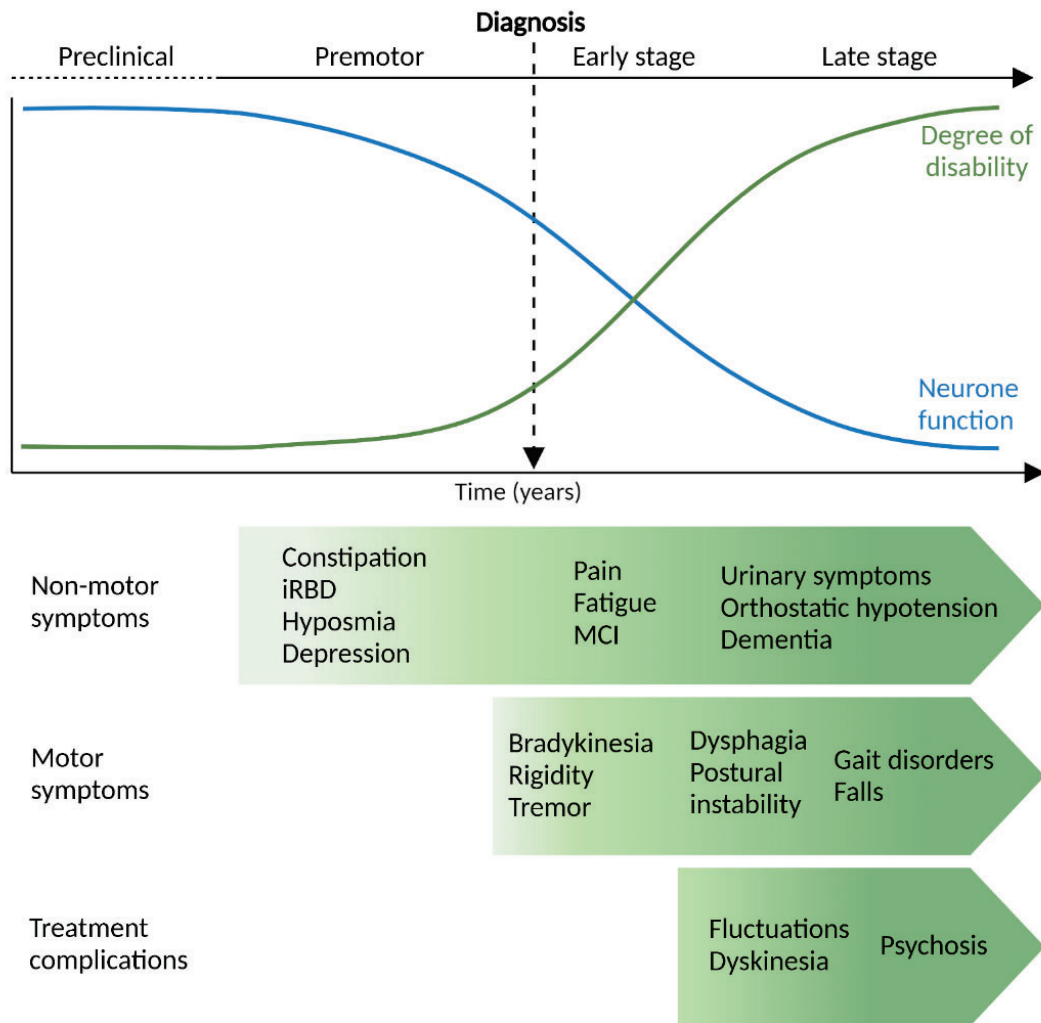 Diagnosis
Preclinical
Premotor
Early stage
Late stage
Degree of
disability
Neurone
function
Time (years)
Non-motor
symptoms
Constipation
iRBD
Hyposmia
Depression
Pain
Fatigue
MCI
Urinary symptoms
Orthostatic hypotension
Dementia
Motor
symptoms
Bradykinesia
Rigidity
Tremor
Dysphagia
Postural
instability
Gait disorders
Falls
Treatment
complications
Fluctuations
Dyskinesia
Psychosis